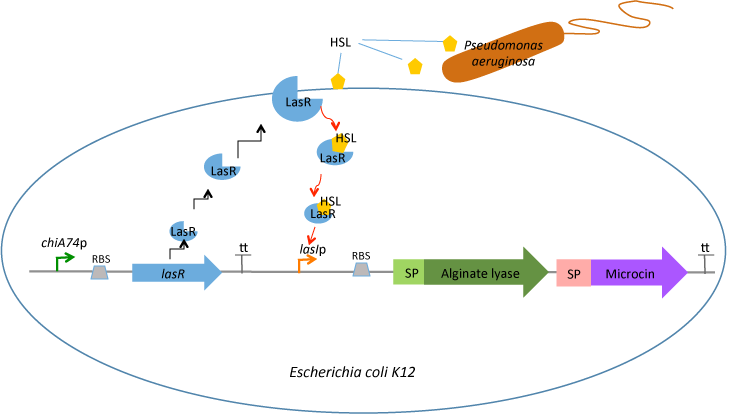 HSL
Pseudomonas
aeruginosa
LasR
HSL
LasR
LasR
HSL
LasR
LasR
chiA74p
RBS
lasR
tt
lasIp
RBS
SP
Alginate lyase
SP
Microcin
tt
Escherichia coli K12